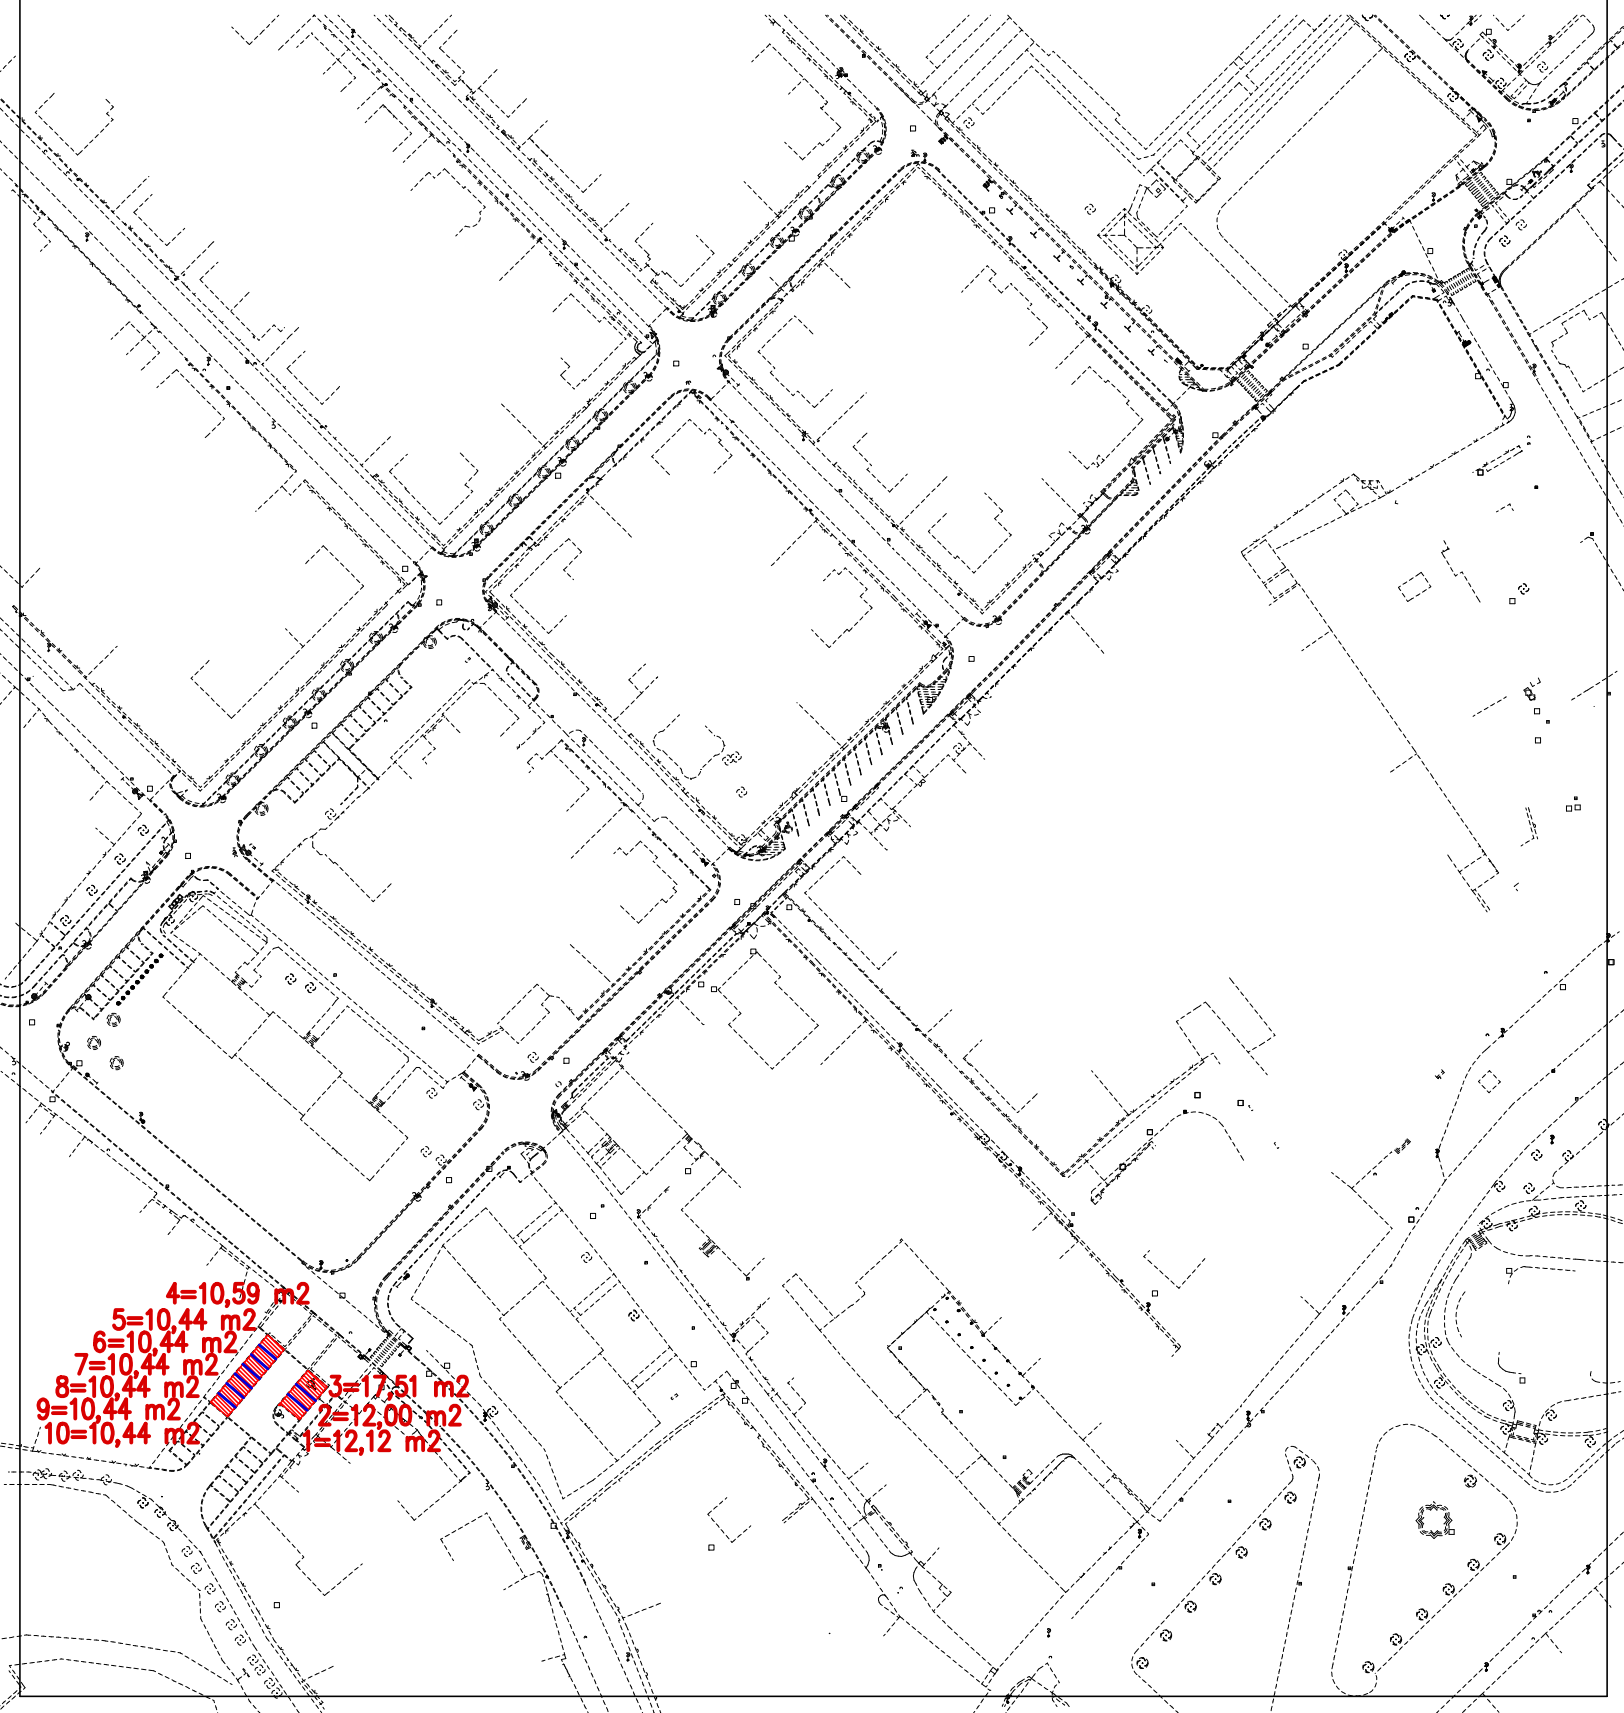 4=10,59 m2
5=10,44 m2
6=10,44 m2
7=10,44 m2
8=10,44 m2
9=10,44 m2
10=10,44 m2
3=17,51 m2
2=12,00 m2
1=12,12 m2